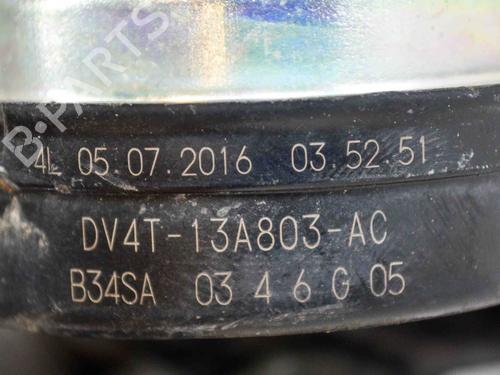 B-PARTS
4L 05.07.2016 03.52.51
DV4T-13A803-AC
B34SA 03 4 6 G 05